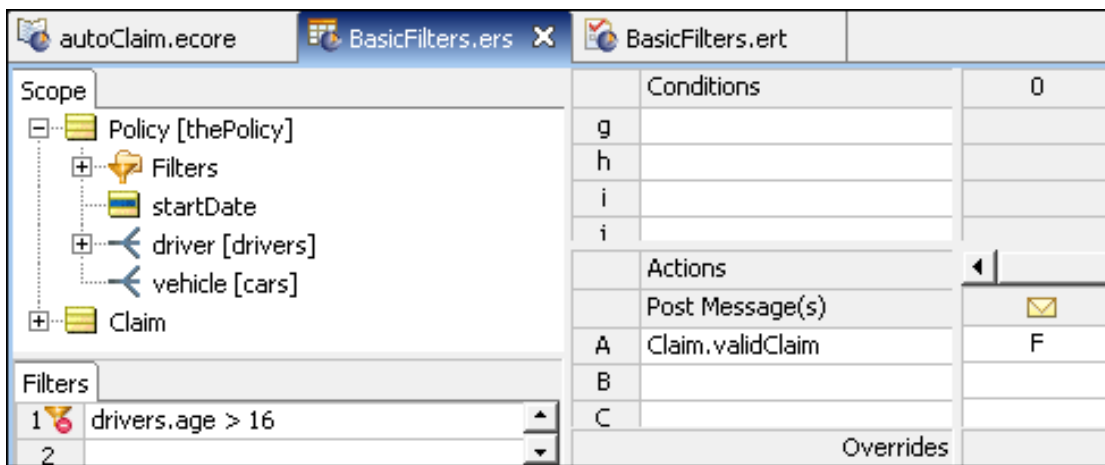 autoClaim.ecore
BasicFilters.ers
BasicFilters.ert
Scope
Policy [thePolicy]
Filters
startDate
driver [drivers]
vehicle [cars]
Claim
Filters
1 drivers.age > 16
2
Conditions 0
g
h
i
j
Actions
Post Message(s)
A Claim.validClaim F
B
C
Overrides